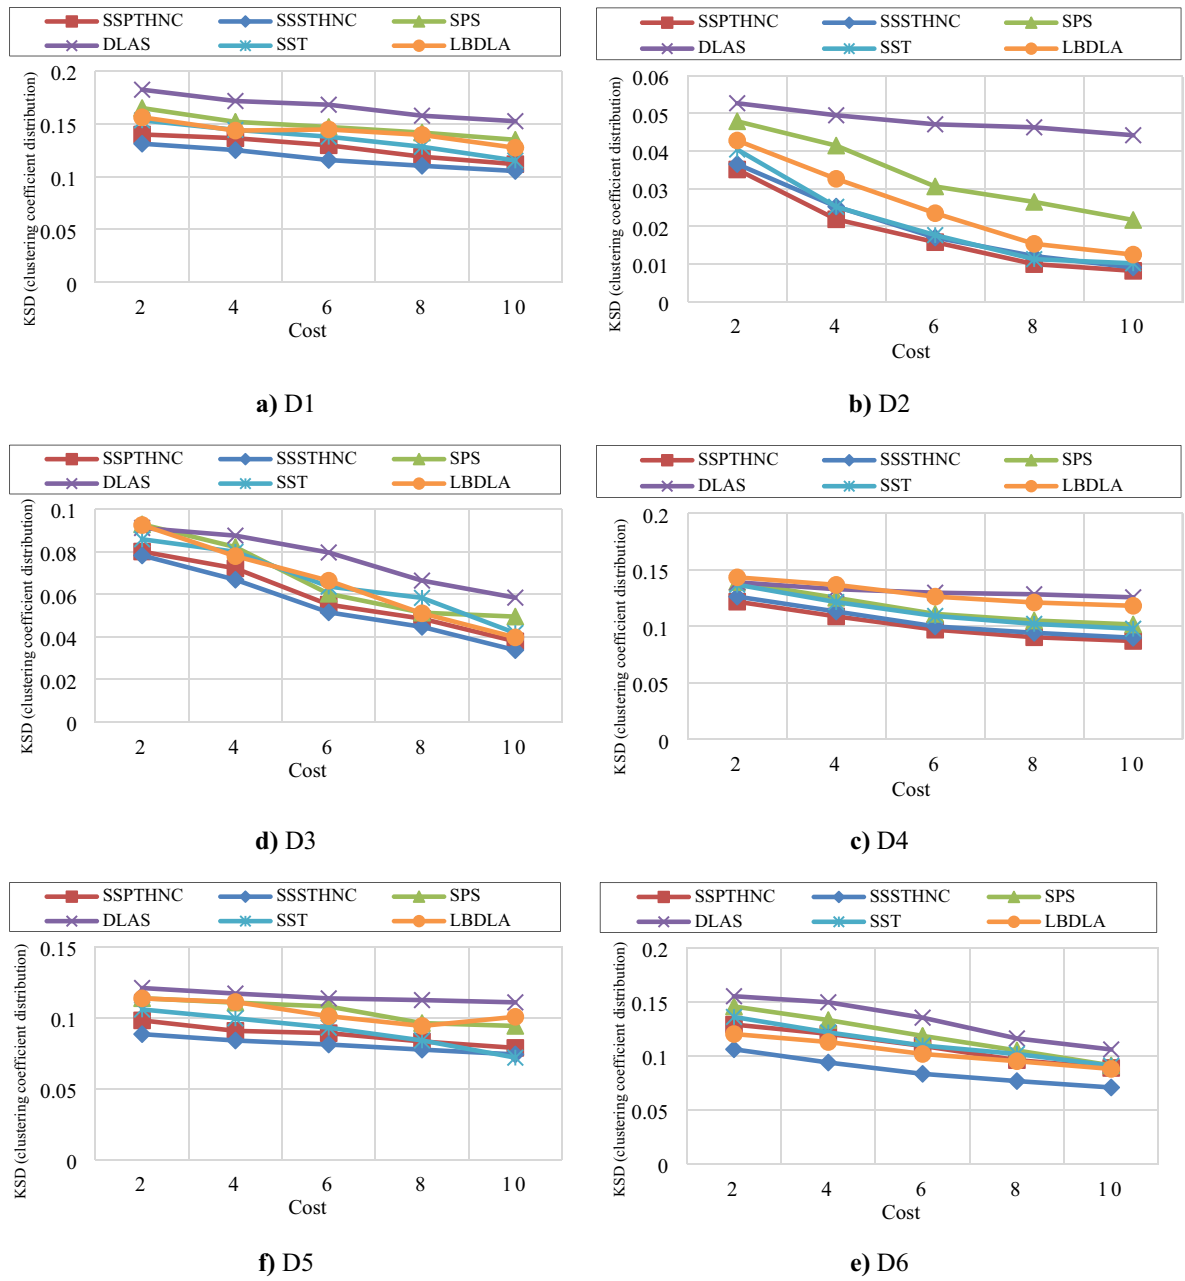 SSPTHNC SSSTHNC SPS
DLAS SST LBDLA
KSD (clustering coefficient distribution)
0.2
0.15
0.1
0.05
0
2 4 6 8 10
Cost
a) D1
SSPTHNC SSSTHNC SPS
DLAS SST LBDLA
KSD (clustering coefficient distribution)
0.06
0.05
0.04
0.03
0.02
0.01
0
2 4 6 8 10
Cost
b) D2
SSPTHNC SSSTHNC SPS
DLAS SST LBDLA
KSD (clustering coefficient distribution)
0.1
0.08
0.06
0.04
0.02
0
2 4 6 8 10
Cost
d) D3
SSPTHNC SSSTHNC SPS
DLAS SST LBDLA
KSD (clustering coefficient distribution)
0.2
0.15
0.1
0.05
0
2 4 6 8 10
Cost
c) D4
SSPTHNC SSSTHNC SPS
DLAS SST LBDLA
KSD (clustering coefficient distribution)
0.15
0.1
0.05
0
2 4 6 8 10
Cost
f) D5
SSPTHNC SSSTHNC SPS
DLAS SST LBDLA
KSD (clustering coefficient distribution)
0.2
0.15
0.1
0.05
0
2 4 6 8 10
Cost
e) D6